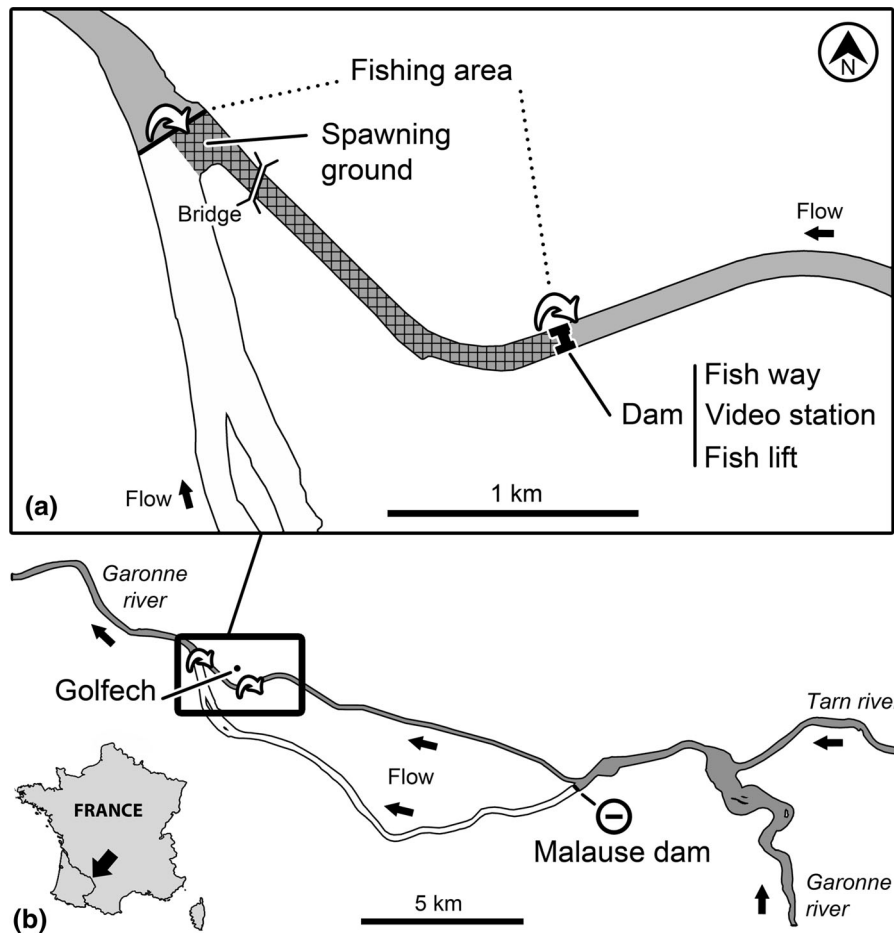 Fishing area
N
Spawning
ground
Bridge
Flow
Dam
Fish way
Video station
Fish lift
Flow
(a)
1 km
Garonne
river
Golfech
Tarn river
Flow
FRANCE
Malause dam
Garonne
river
(b)
5 km